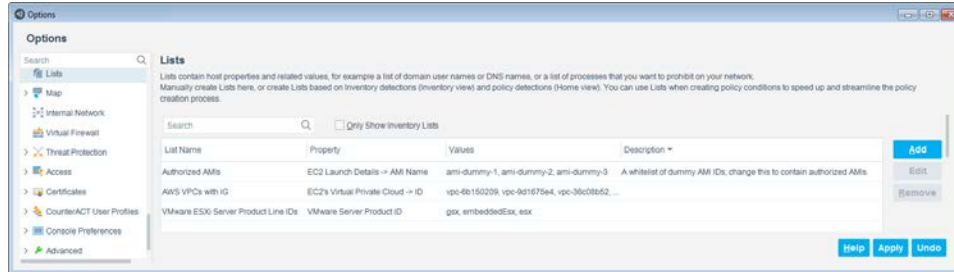 Options
Options
Search
Lists
Map
Internal Network
Virtual Firewall
Threat Protection
Access
Certificates
CounterACT User Profiles
Console Preferences
Advanced
Lists
Lists contain host properties and related values, for example a list of domain user names or DNS names, or a list of processes that you want to prohibit on your network.
Manually create Lists here, or create Lists based on Inventory detections (Inventory view) and policy detections (Home view). You can use Lists when creating policy conditions to speed up and streamline the policy
creation process.
Search Only Show Inventory Lists
List Name Property Values Description
Authorized AMIs EC2 Launch Details -> AMI Name ami-dummy-1, ami-dummy-2, ami-dummy-3 A whitelist of dummy AMI IDs, change this to contain authorized AMIs.
AWS VPCs with IG EC2's Virtual Private Cloud -> ID vpc-6b150209, vpc-9d1675e4, vpc-36c08b52, ...
VMware ESXi Server Product Line IDs VMware Server Product ID gsx, embeddedEsx, esx
Add
Edit
Remove
Help Apply Undo